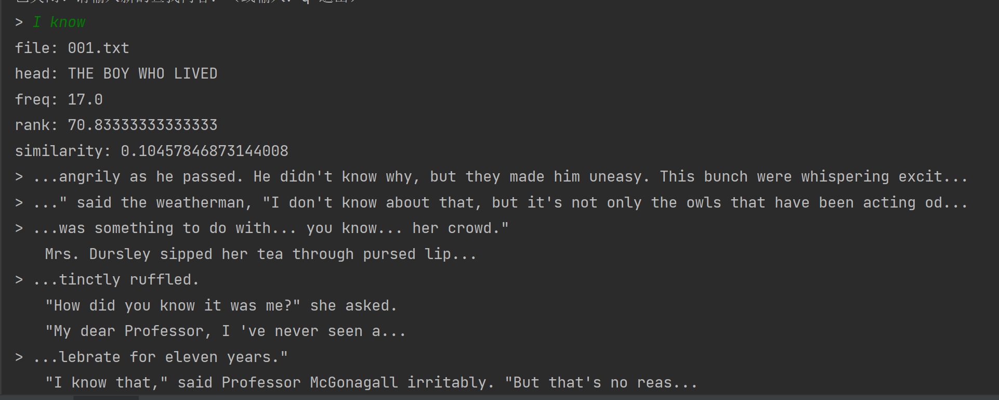 > I know
file: 001.txt
head: THE BOY WHO LIVED
freq: 17.0
rank: 70.83333333333333
similarity: 0.10457846873144008
> ...angrily as he passed. He didn't know why, but they made him uneasy. This bunch were whispering excit...
> ..." said the weatherman, "I don't know about that, but it's not only the owls that have been acting od...
> ...was something to do with... you know... her crowd."
Mrs. Dursley sipped her tea through pursed lip...
> ...tinctly ruffled.
"How did you know it was me?" she asked.
"My dear Professor, I 've never seen a...
> ...lebrate for eleven years."
"I know that," said Professor McGonagall irritably. "But that's no reas...